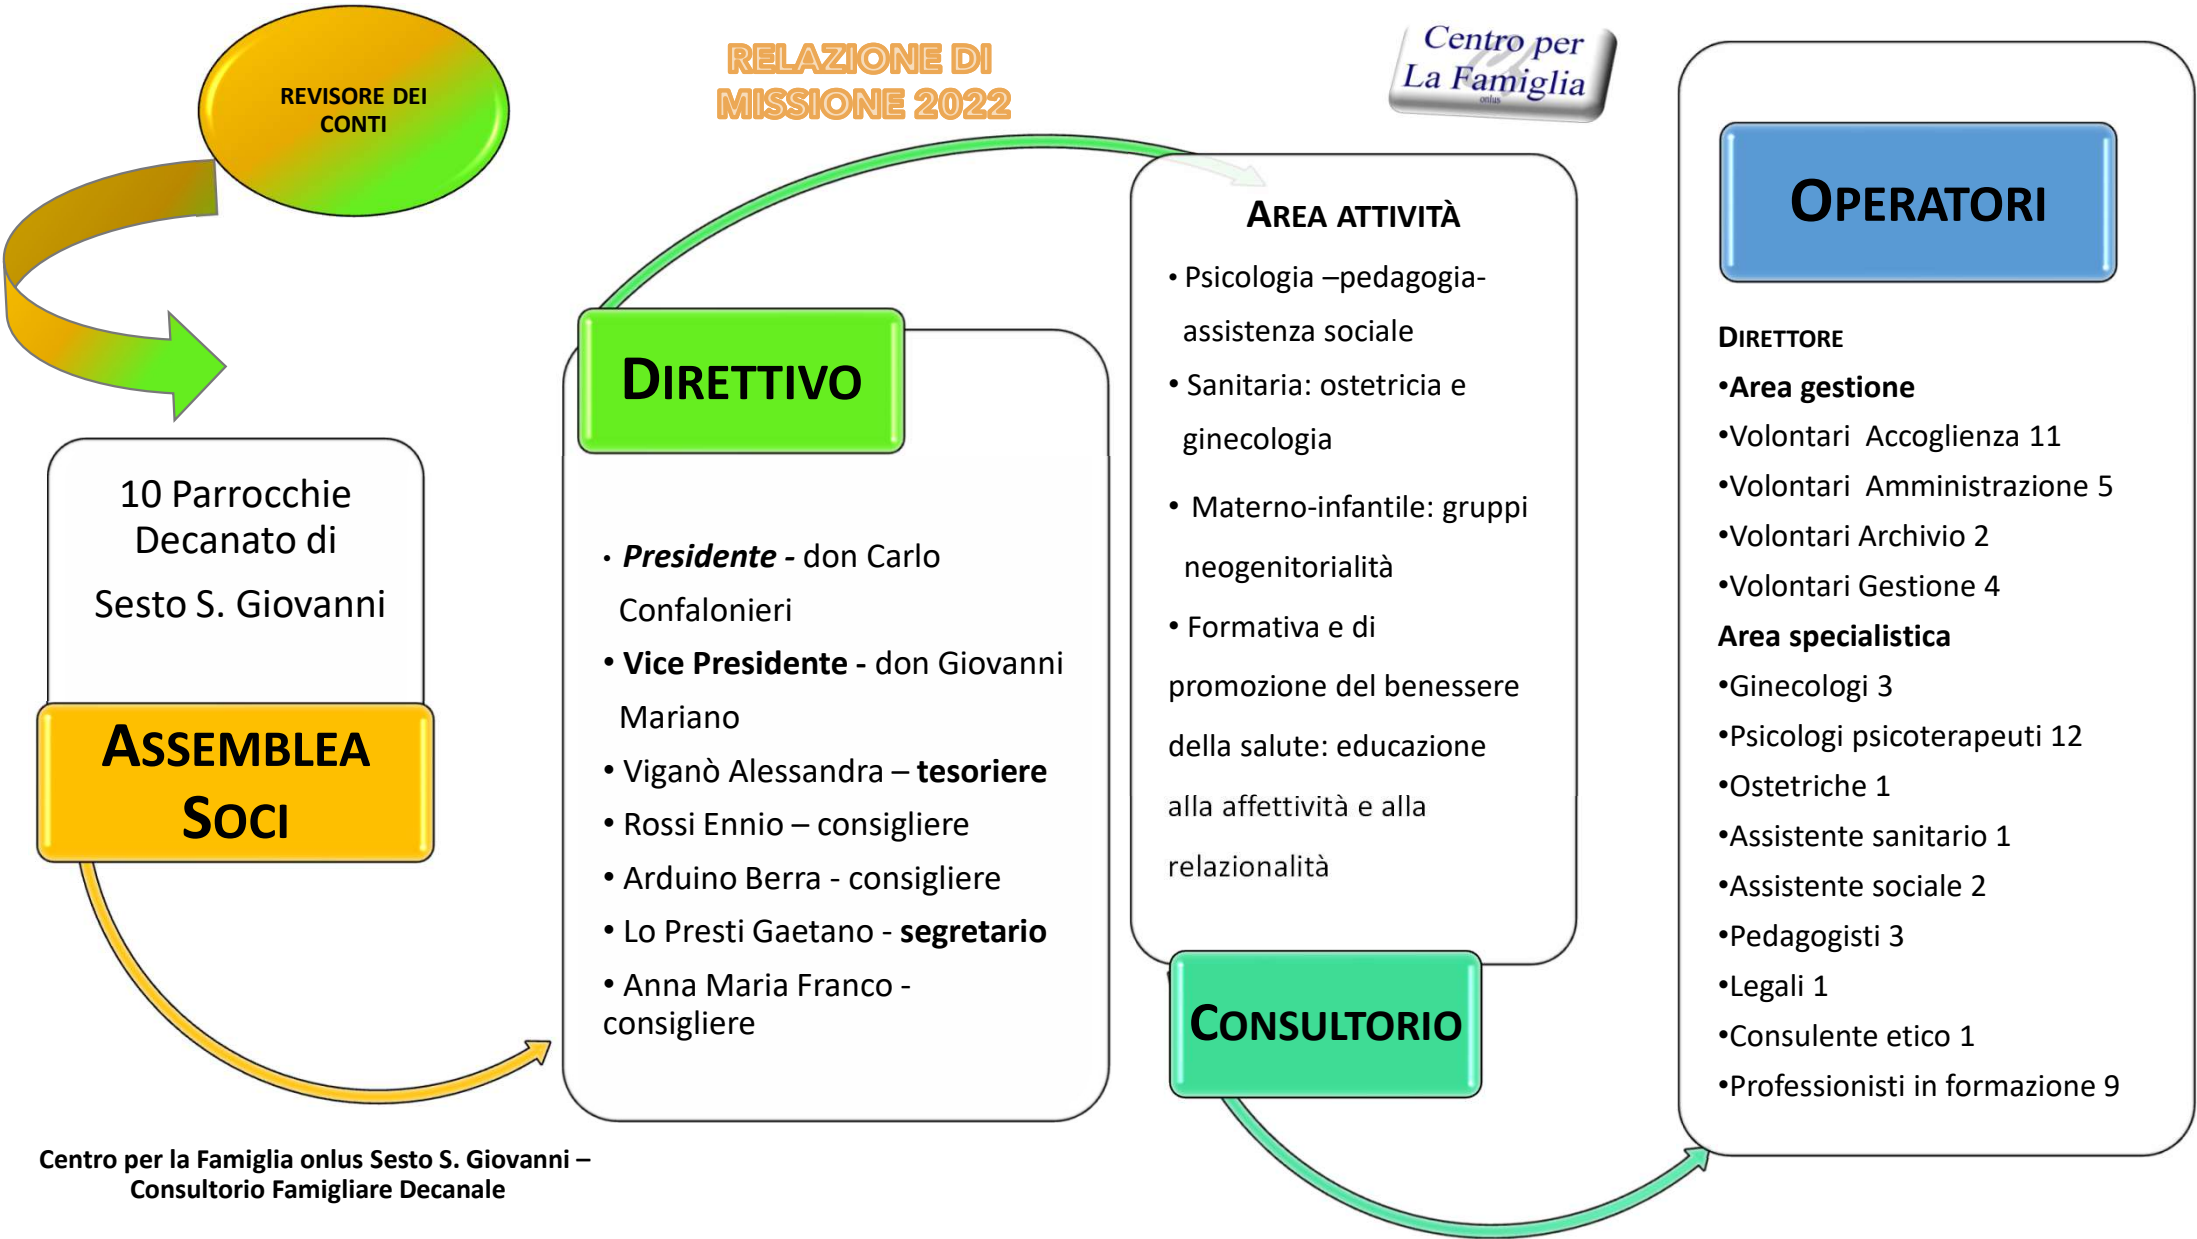 REVISORE DEI
CONTI
RELAZIONE DI
MISSIONE 2022
Centro per
La Famiglia
onlus
10 Parrocchie
Decanato di
Sesto S. Giovanni
ASSEMBLEA
SOCI
DIRETTIVO
• Presidente - don Carlo
Confalonieri
• Vice Presidente - don Giovanni
Mariano
• Viganò Alessandra – tesoriere
• Rossi Ennio – consigliere
• Arduino Berra - consigliere
• Lo Presti Gaetano - segretario
• Anna Maria Franco -
consigliere
AREA ATTIVITÀ
• Psicologia –pedagogia-
assistenza sociale
• Sanitaria: ostetricia e
ginecologia
• Materno-infantile: gruppi
neogenitorialità
• Formativa e di
promozione del benessere
della salute: educazione
alla affettività e alla
relazionalità
CONSULTORIO
OPERATORI
DIRETTORE
•Area gestione
•Volontari Accoglienza 11
•Volontari Amministrazione 5
•Volontari Archivio 2
•Volontari Gestione 4
Area specialistica
•Ginecologi 3
•Psicologi psicoterapeuti 12
•Ostetriche 1
•Assistente sanitario 1
•Assistente sociale 2
•Pedagogisti 3
•Legali 1
•Consulente etico 1
•Professionisti in formazione 9
Centro per la Famiglia onlus Sesto S. Giovanni –
Consultorio Famigliare Decanale